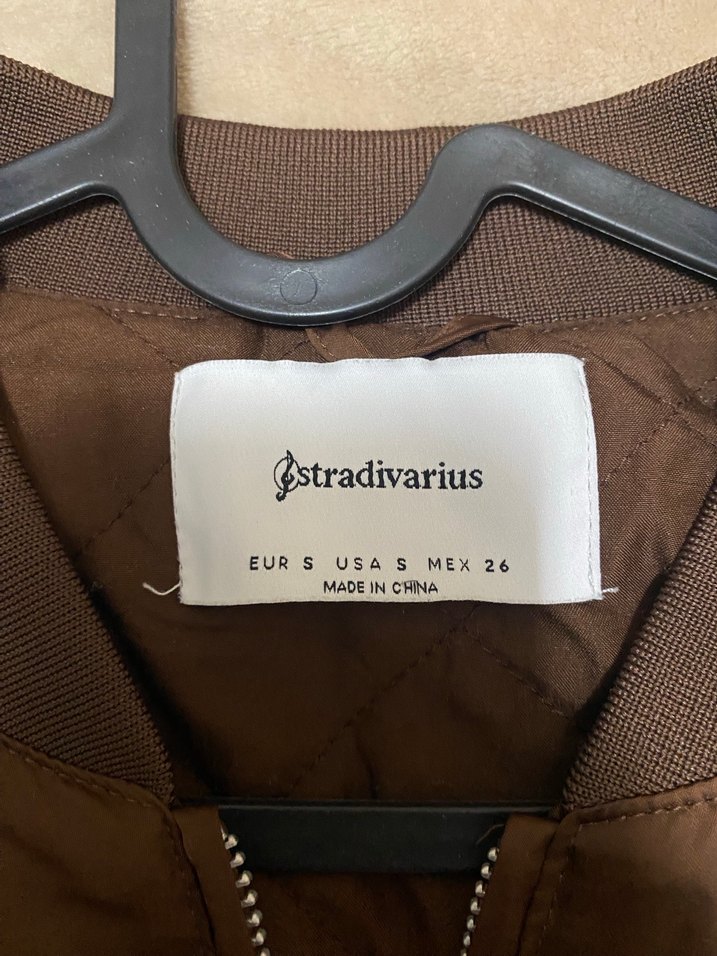 stradivarius
EUR S USA S MEX 26
MADE IN CHINA